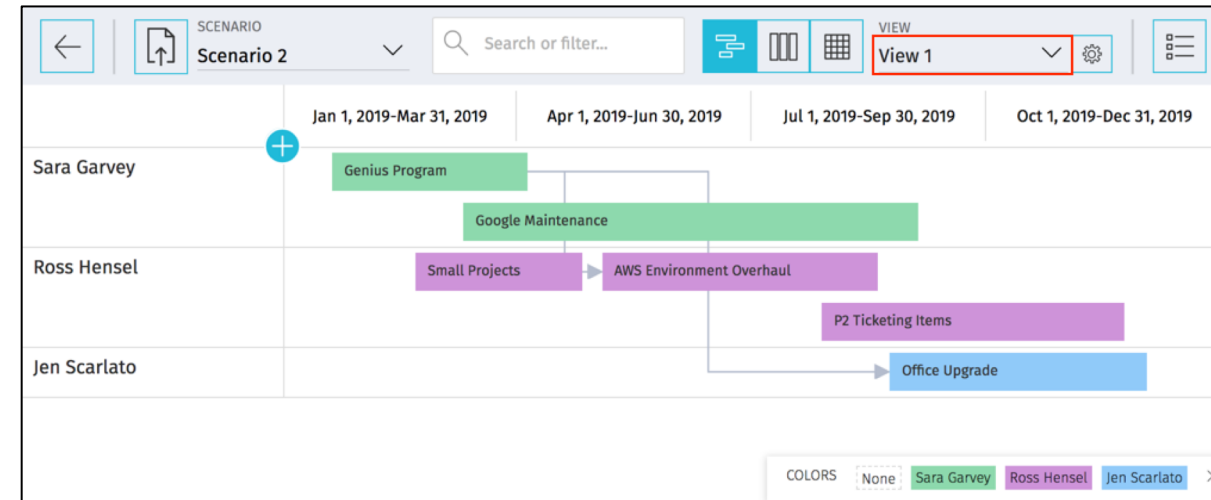 SCENARIO
Scenario 2
Search or filter...
VIEW
View 1
Jan 1, 2019-Mar 31, 2019
Apr 1, 2019-Jun 30, 2019
Jul 1, 2019-Sep 30, 2019
Oct 1, 2019-Dec 31, 2019
Sara Garvey
Genius Program
Google Maintenance
Ross Hensel
Small Projects
AWS Environment Overhaul
P2 Ticketing Items
Jen Scarlato
Office Upgrade
COLORS
None
Sara Garvey
Ross Hensel
Jen Scarlato